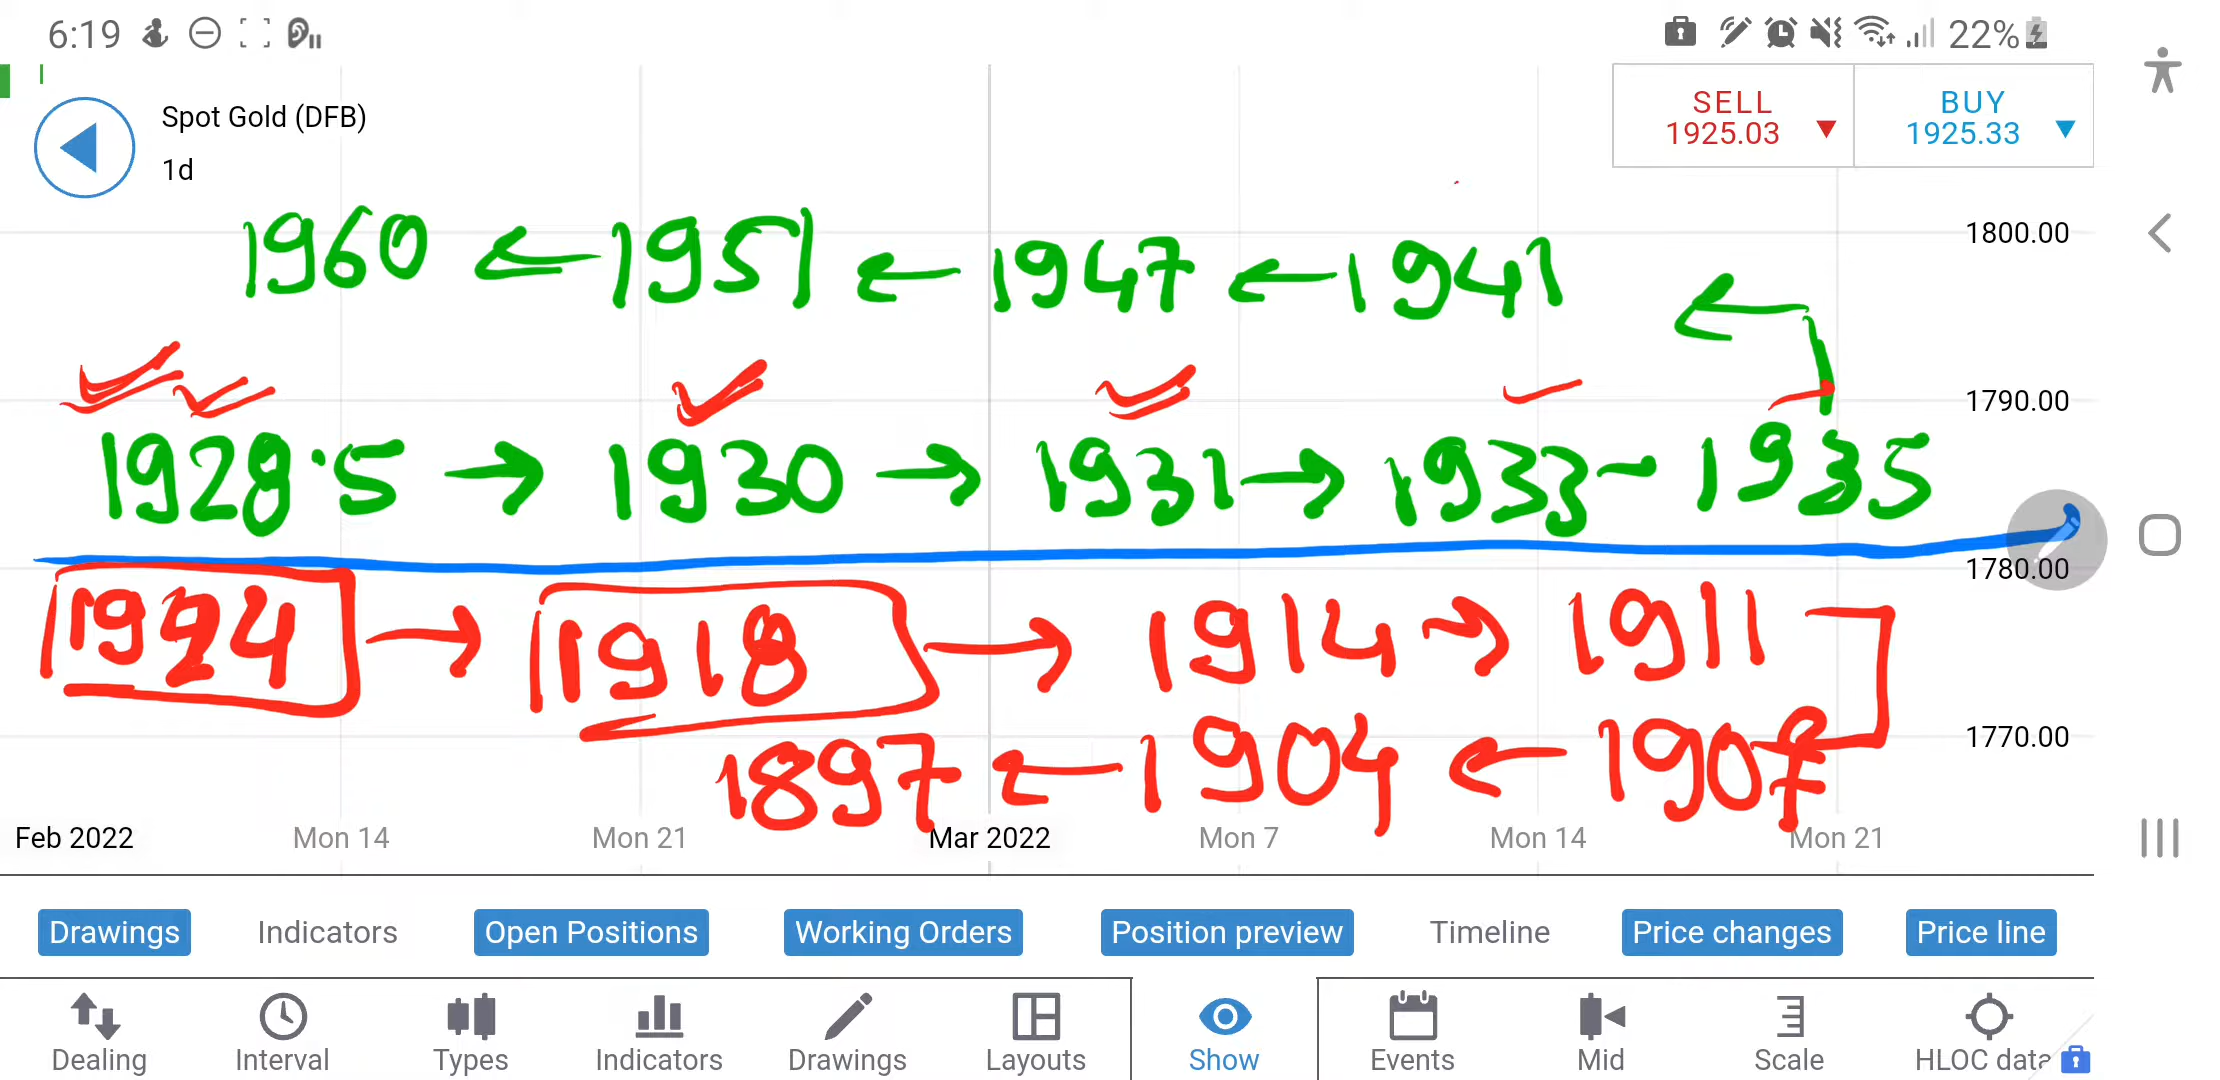 6:19 22%
SELL BUY
Spot Gold (DFB) 1925.03 1925.33
1d
1960 ← 1951 ← 1947 ← 1941 ← 1800.00
1790.00
1928.5 → 1930 → 1931 → 1933 - 1935
1780.00
1924 → 1918 → 1914 → 1911
1897 ← 1904 ← 1907 1770.00
Feb 2022 Mon 14 Mon 21 Mar 2022 Mon 7 Mon 14 Mon 21
Drawings Indicators Open Positions Working Orders Position preview Timeline Price changes Price line
Dealing Interval Types Indicators Drawings Layouts Show Events Mid Scale HLOC data